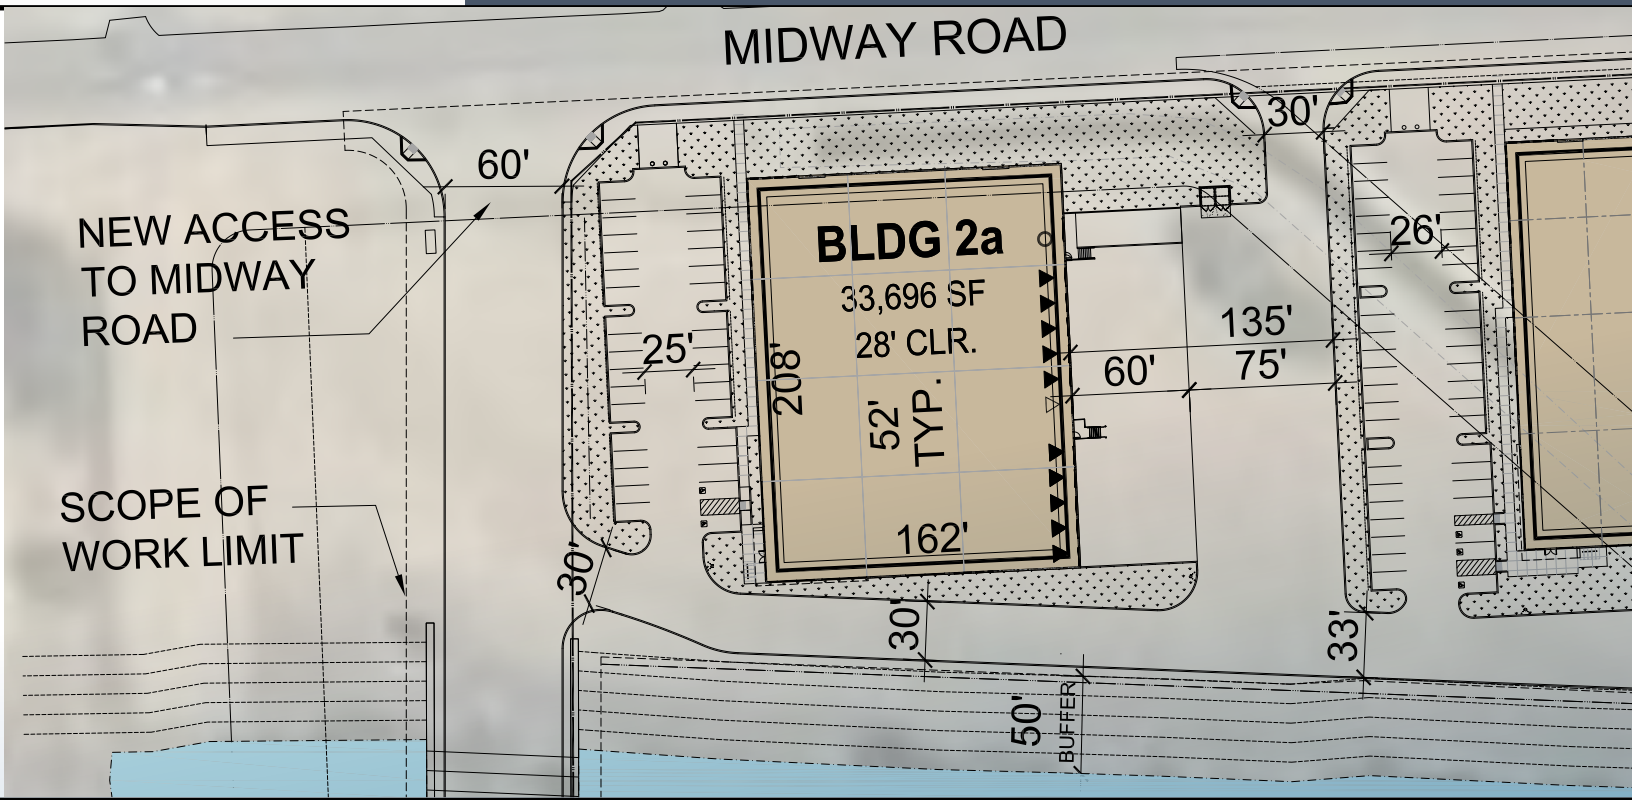 MIDWAY ROAD
30'
60'
NEW ACCESS
TO MIDWAY
ROAD
BLDG 2a
33,696 SF
28' CLR.
26'
135'
25'
208'
60'
75'
52'
TYP.
SCOPE OF
WORK LIMIT
162'
30'
30'
33'
50'
BUFFER